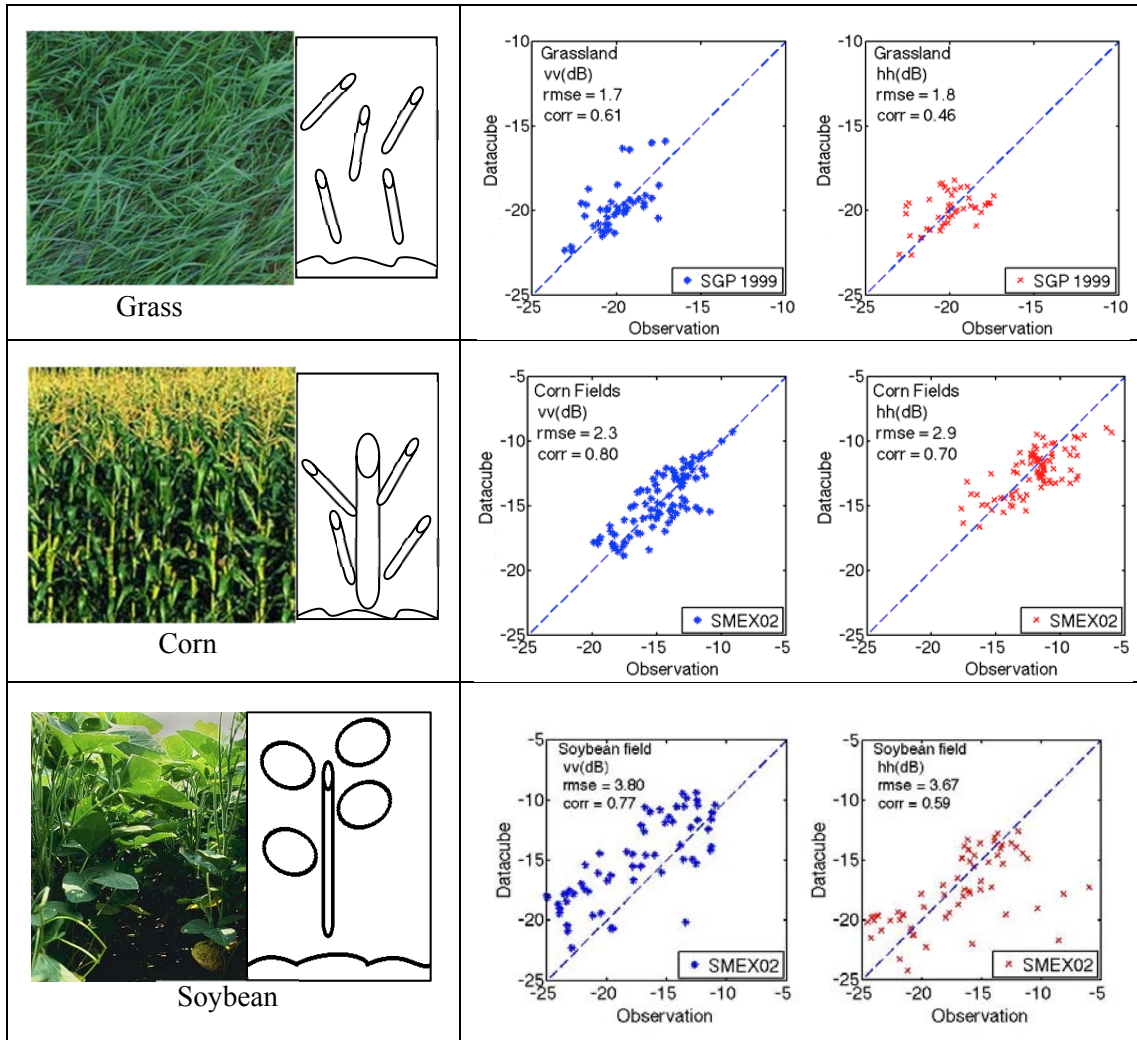 Grass
-10
-15
-20
-25
-25
-20
-15
-10
Datacube
Observation
Grassland
vv(dB)
rmse = 1.7
corr = 0.61
SGP 1999
-10
-15
-20
-25
-25
-20
-15
-10
Datacube
Observation
Grassland
hh(dB)
rmse = 1.8
corr = 0.46
SGP 1999
Corn
-5
-10
-15
-20
-25
-25
-20
-15
-10
-5
Datacube
Observation
Corn Fields
vv(dB)
rmse = 2.3
corr = 0.80
SMEX02
-5
-10
-15
-20
-25
-25
-20
-15
-10
-5
Datacube
Observation
Corn Fields
hh(dB)
rmse = 2.9
corr = 0.70
SMEX02
Soybean
-5
-10
-15
-20
-25
-25
-20
-15
-10
-5
Datacube
Observation
Soybean field
vv(dB)
rmse = 3.80
corr = 0.77
SMEX02
-5
-10
-15
-20
-25
-25
-20
-15
-10
-5
Datacube
Observation
Soybean field
hh(dB)
rmse = 3.67
corr = 0.59
SMEX02